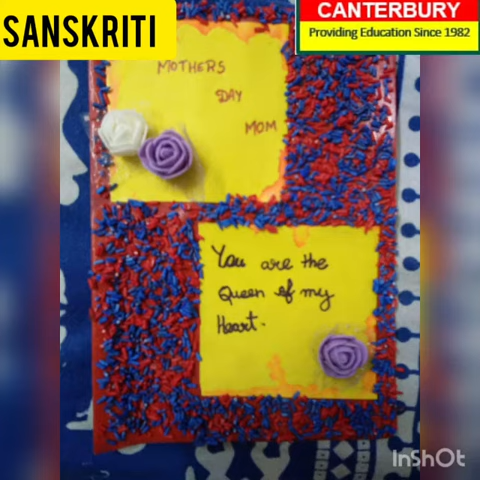 SANSKRITI
CANTERBURY
Providing Education Since 1982
MOTHERS
DAY
MOM
You are the
Queen of my
Heart.
InShOt